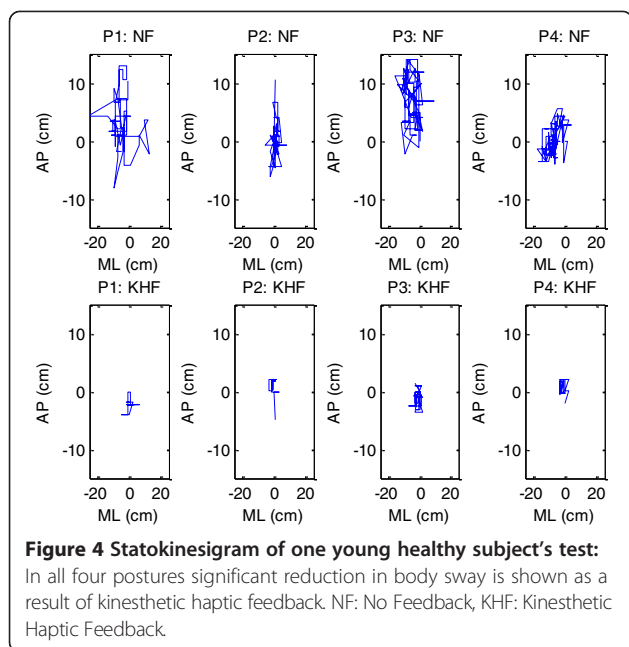 P1: NF P2: NF P3: NF P4: NF
AP (cm) 10 0 -10 AP (cm) 10 0 -10 AP (cm) 10 0 -10 AP (cm) 10 0 -10
-20 0 20 -20 0 20 -20 0 20 -20 0 20
ML (cm) ML (cm) ML (cm) ML (cm)
P1: KHF P2: KHF P3: KHF P4: KHF
AP (cm) 10 0 -10 AP (cm) 10 0 -10 AP (cm) 10 0 -10 AP (cm) 10 0 -10
-20 0 20 -20 0 20 -20 0 20 -20 0 20
ML (cm) ML (cm) ML (cm) ML (cm)
Figure 4 Statokinesigram of one young healthy subject's test:
In all four postures significant reduction in body sway is shown as a
result of kinesthetic haptic feedback. NF: No Feedback, KHF: Kinesthetic
Haptic Feedback.